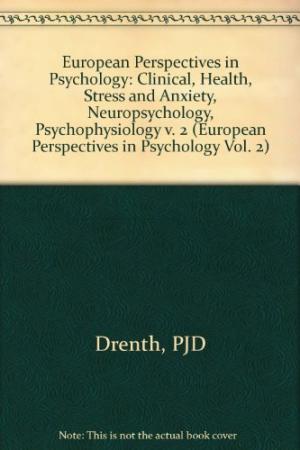 European Perspectives in
Psychology: Clinical, Health,
Stress and Anxiety,
Neuropsychology,
Psychophysiology v. 2 (European
Perspectives in Psychology Vol. 2)
Drenth, PJD
Note: This is not the actual book cover